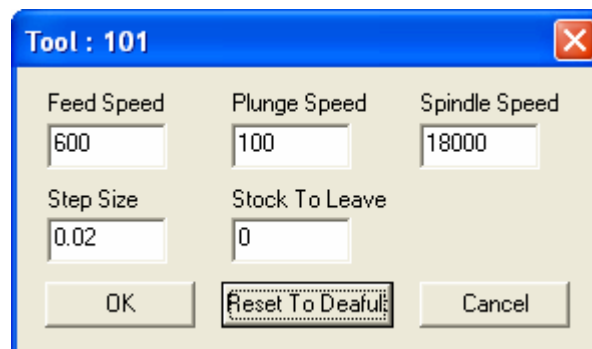 Tool : 101
Feed Speed Plunge Speed Spindle Speed
600 100 18000
Step Size Stock To Leave
0.02 0
OK Reset To Deaful Cancel